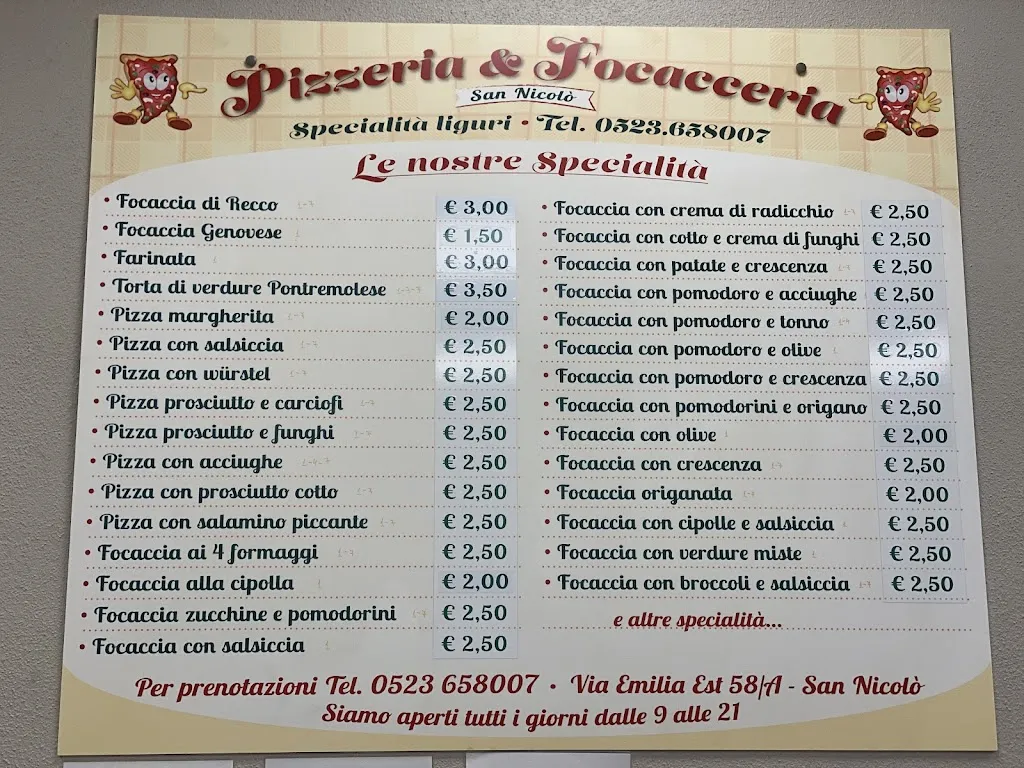 Pizzeria & Focacceria
San Nicolò
Specialità liguri • Tel. 0523.658007
Le nostre Specialità
• Focaccia di Recco € 3,00
• Focaccia Genovese € 1,50
• Farinata € 3,00
• Torta di verdure Pontremolese € 3,50
• Pizza margherita € 2,00
• Pizza con salsiccia € 2,50
• Pizza con würstel € 2,50
• Pizza prosciutto e carciofi € 2,50
• Pizza prosciutto e funghi € 2,50
• Pizza con acciughe € 2,50
• Pizza con prosciutto cotto € 2,50
• Pizza con salamino piccante € 2,50
• Focaccia ai 4 formaggi € 2,50
• Focaccia alla cipolla € 2,00
• Focaccia zucchine e pomodorini € 2,50
• Focaccia con salsiccia € 2,50
• Focaccia con crema di radicchio € 2,50
• Focaccia con cotto e crema di funghi € 2,50
• Focaccia con patate e crescenza € 2,50
• Focaccia con pomodoro e acciughe € 2,50
• Focaccia con pomodoro e tonno € 2,50
• Focaccia con pomodoro e olive € 2,50
• Focaccia con pomodoro e crescenza € 2,50
• Focaccia con pomodorini e origano € 2,50
• Focaccia con olive € 2,00
• Focaccia con crescenza € 2,50
• Focaccia origanata € 2,00
• Focaccia con cipolle e salsiccia € 2,50
• Focaccia con verdure miste € 2,50
• Focaccia con broccoli e salsiccia € 2,50
e altre specialità...
Per prenotazioni Tel. 0523 658007 • Via Emilia Est 58/A - San Nicolò
Siamo aperti tutti i giorni dalle 9 alle 21